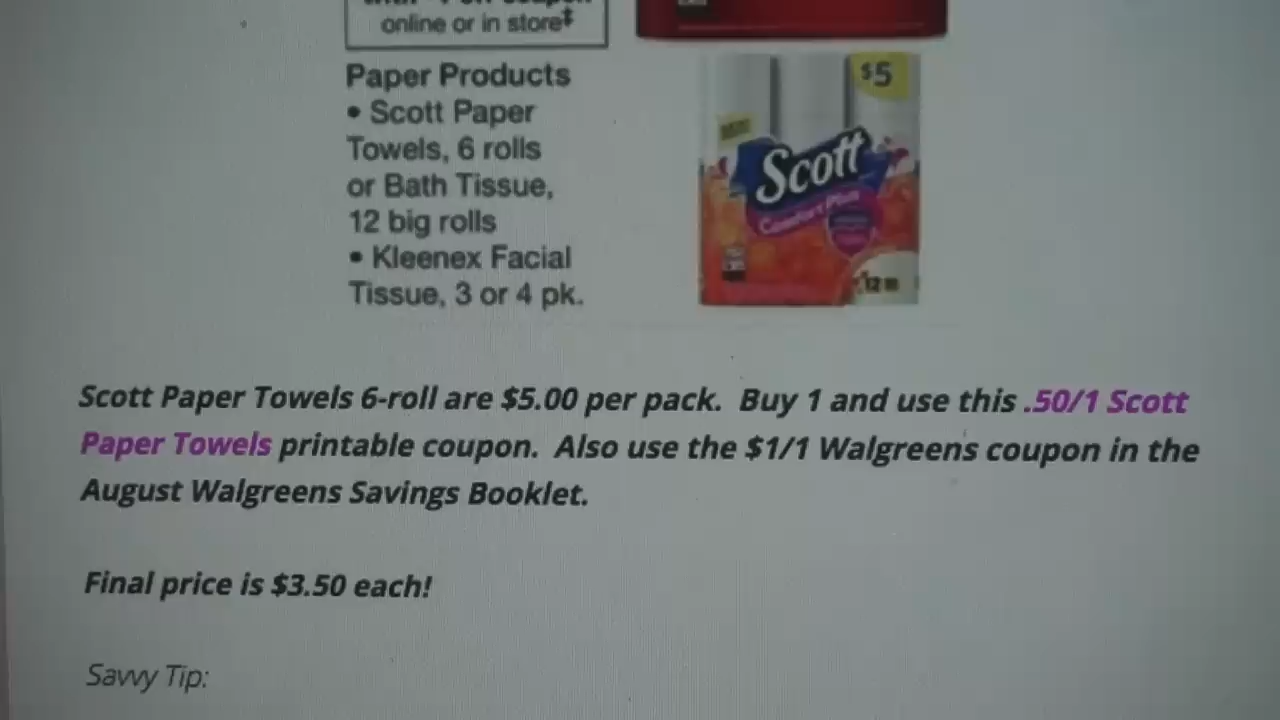 online or in store‡
Paper Products
• Scott Paper
Towels, 6 rolls
or Bath Tissue,
12 big rolls
• Kleenex Facial
Tissue, 3 or 4 pk.
$5
Scott
Comfort Plus
12
Scott Paper Towels 6-roll are $5.00 per pack. Buy 1 and use this .50/1 Scott
Paper Towels printable coupon. Also use the $1/1 Walgreens coupon in the
August Walgreens Savings Booklet.
Final price is $3.50 each!
Savvy Tip: